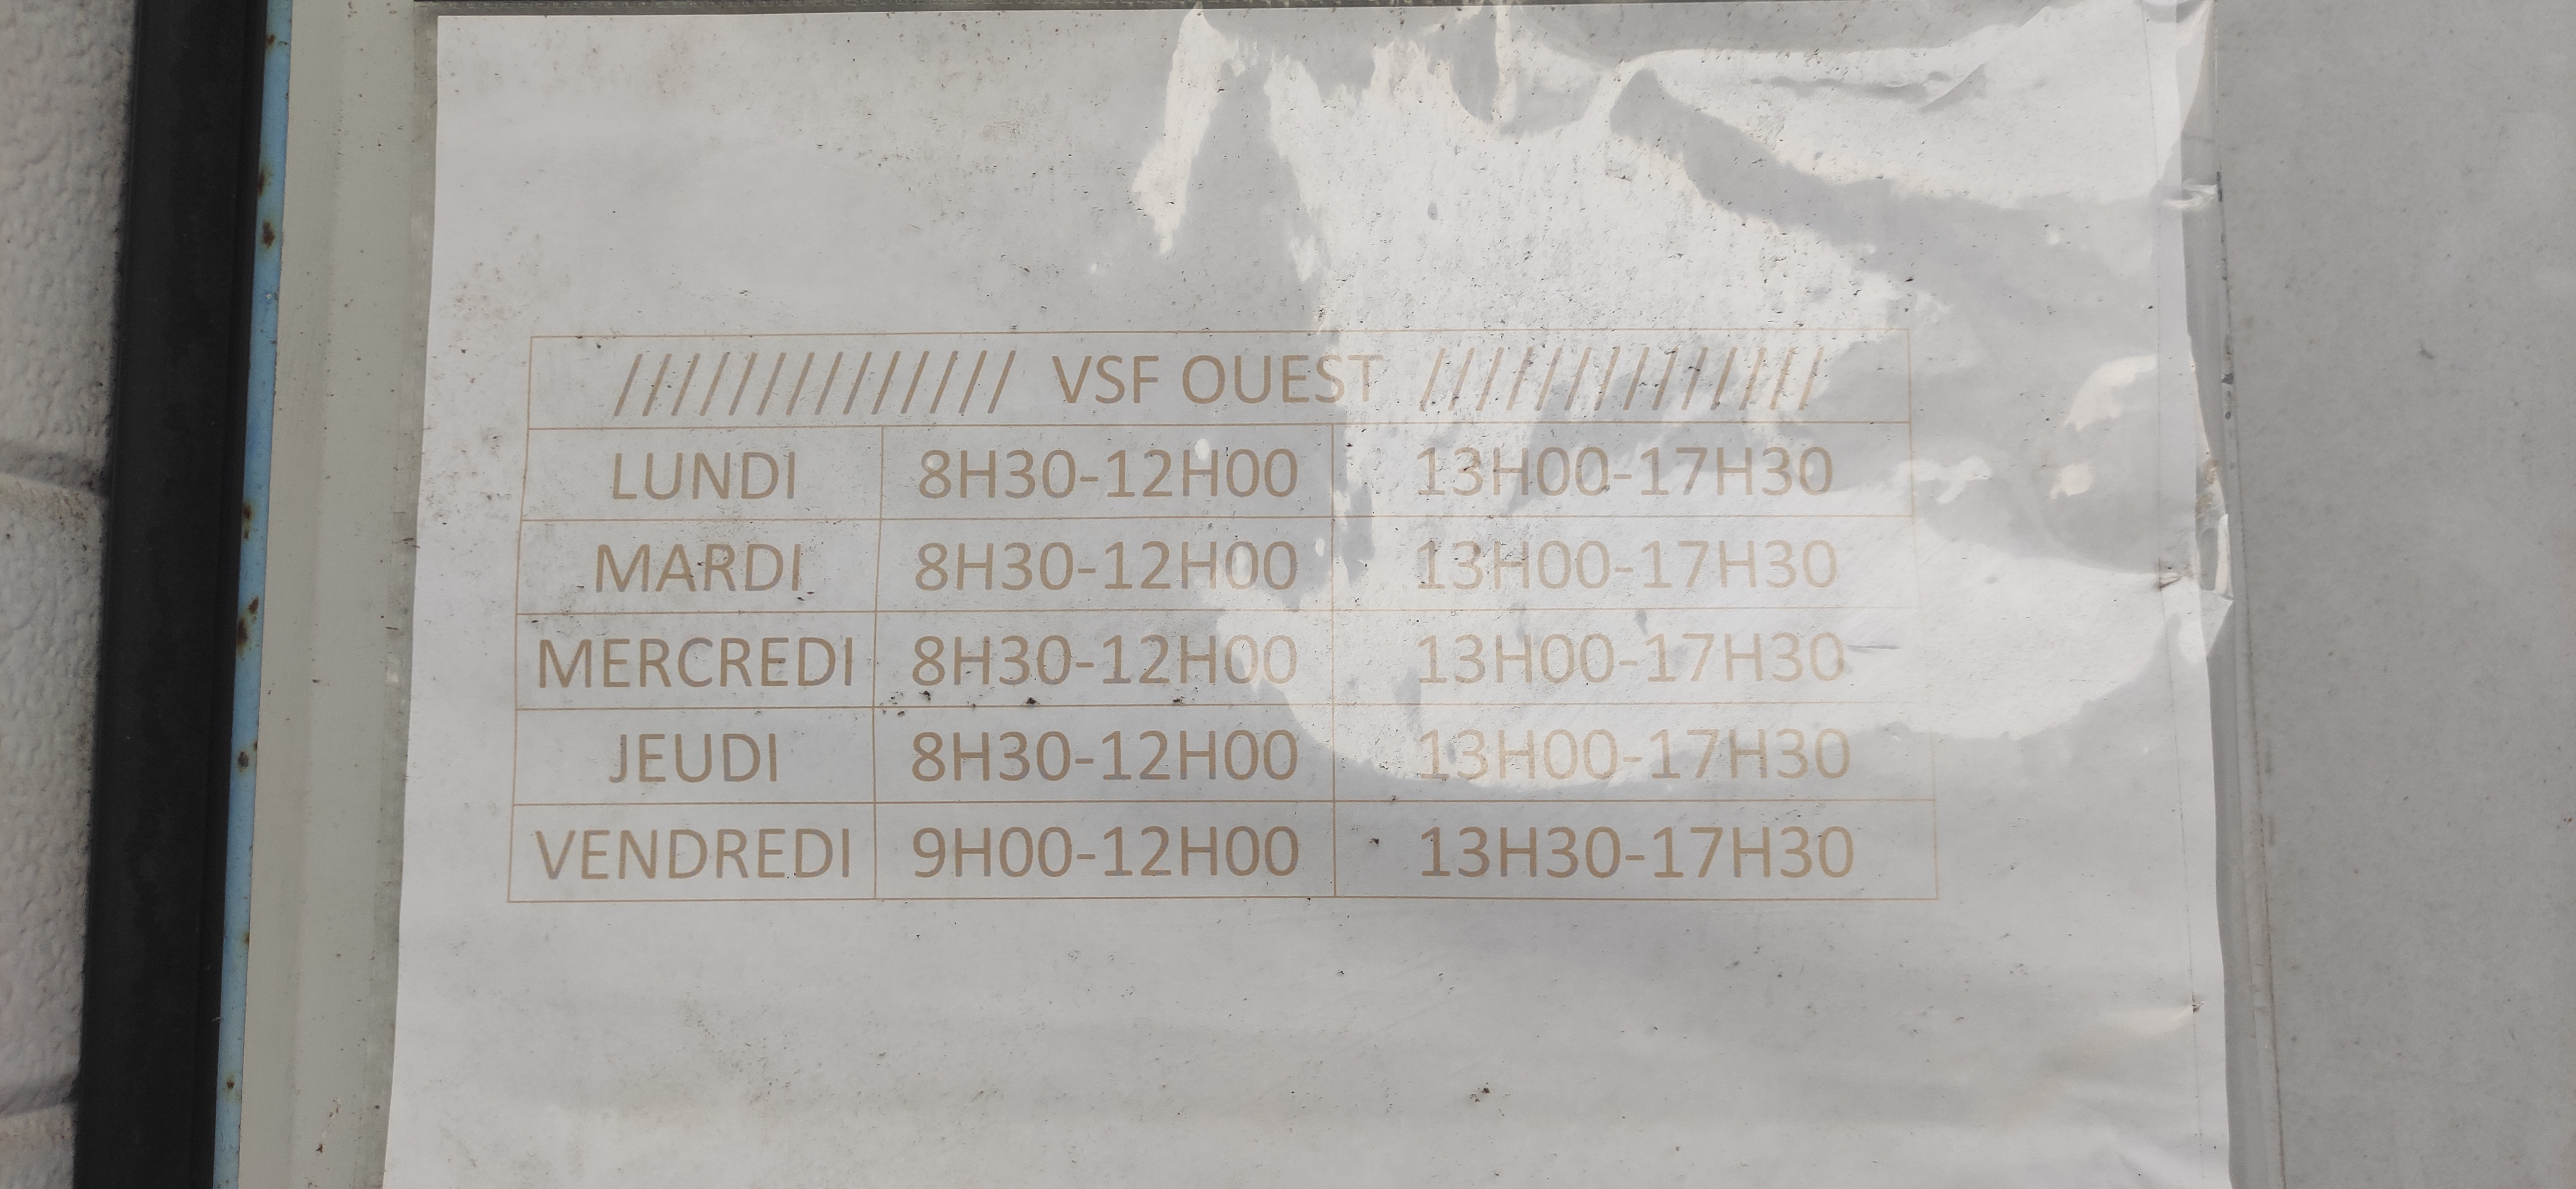 ////////////// VSF OUEST //////////////
LUNDI 8H30-12H00 13H00-17H30
MARDI 8H30-12H00 13H00-17H30
MERCREDI 8H30-12H00 13H00-17H30
JEUDI 8H30-12H00 13H00-17H30
VENDREDI 9H00-12H00 13H30-17H30